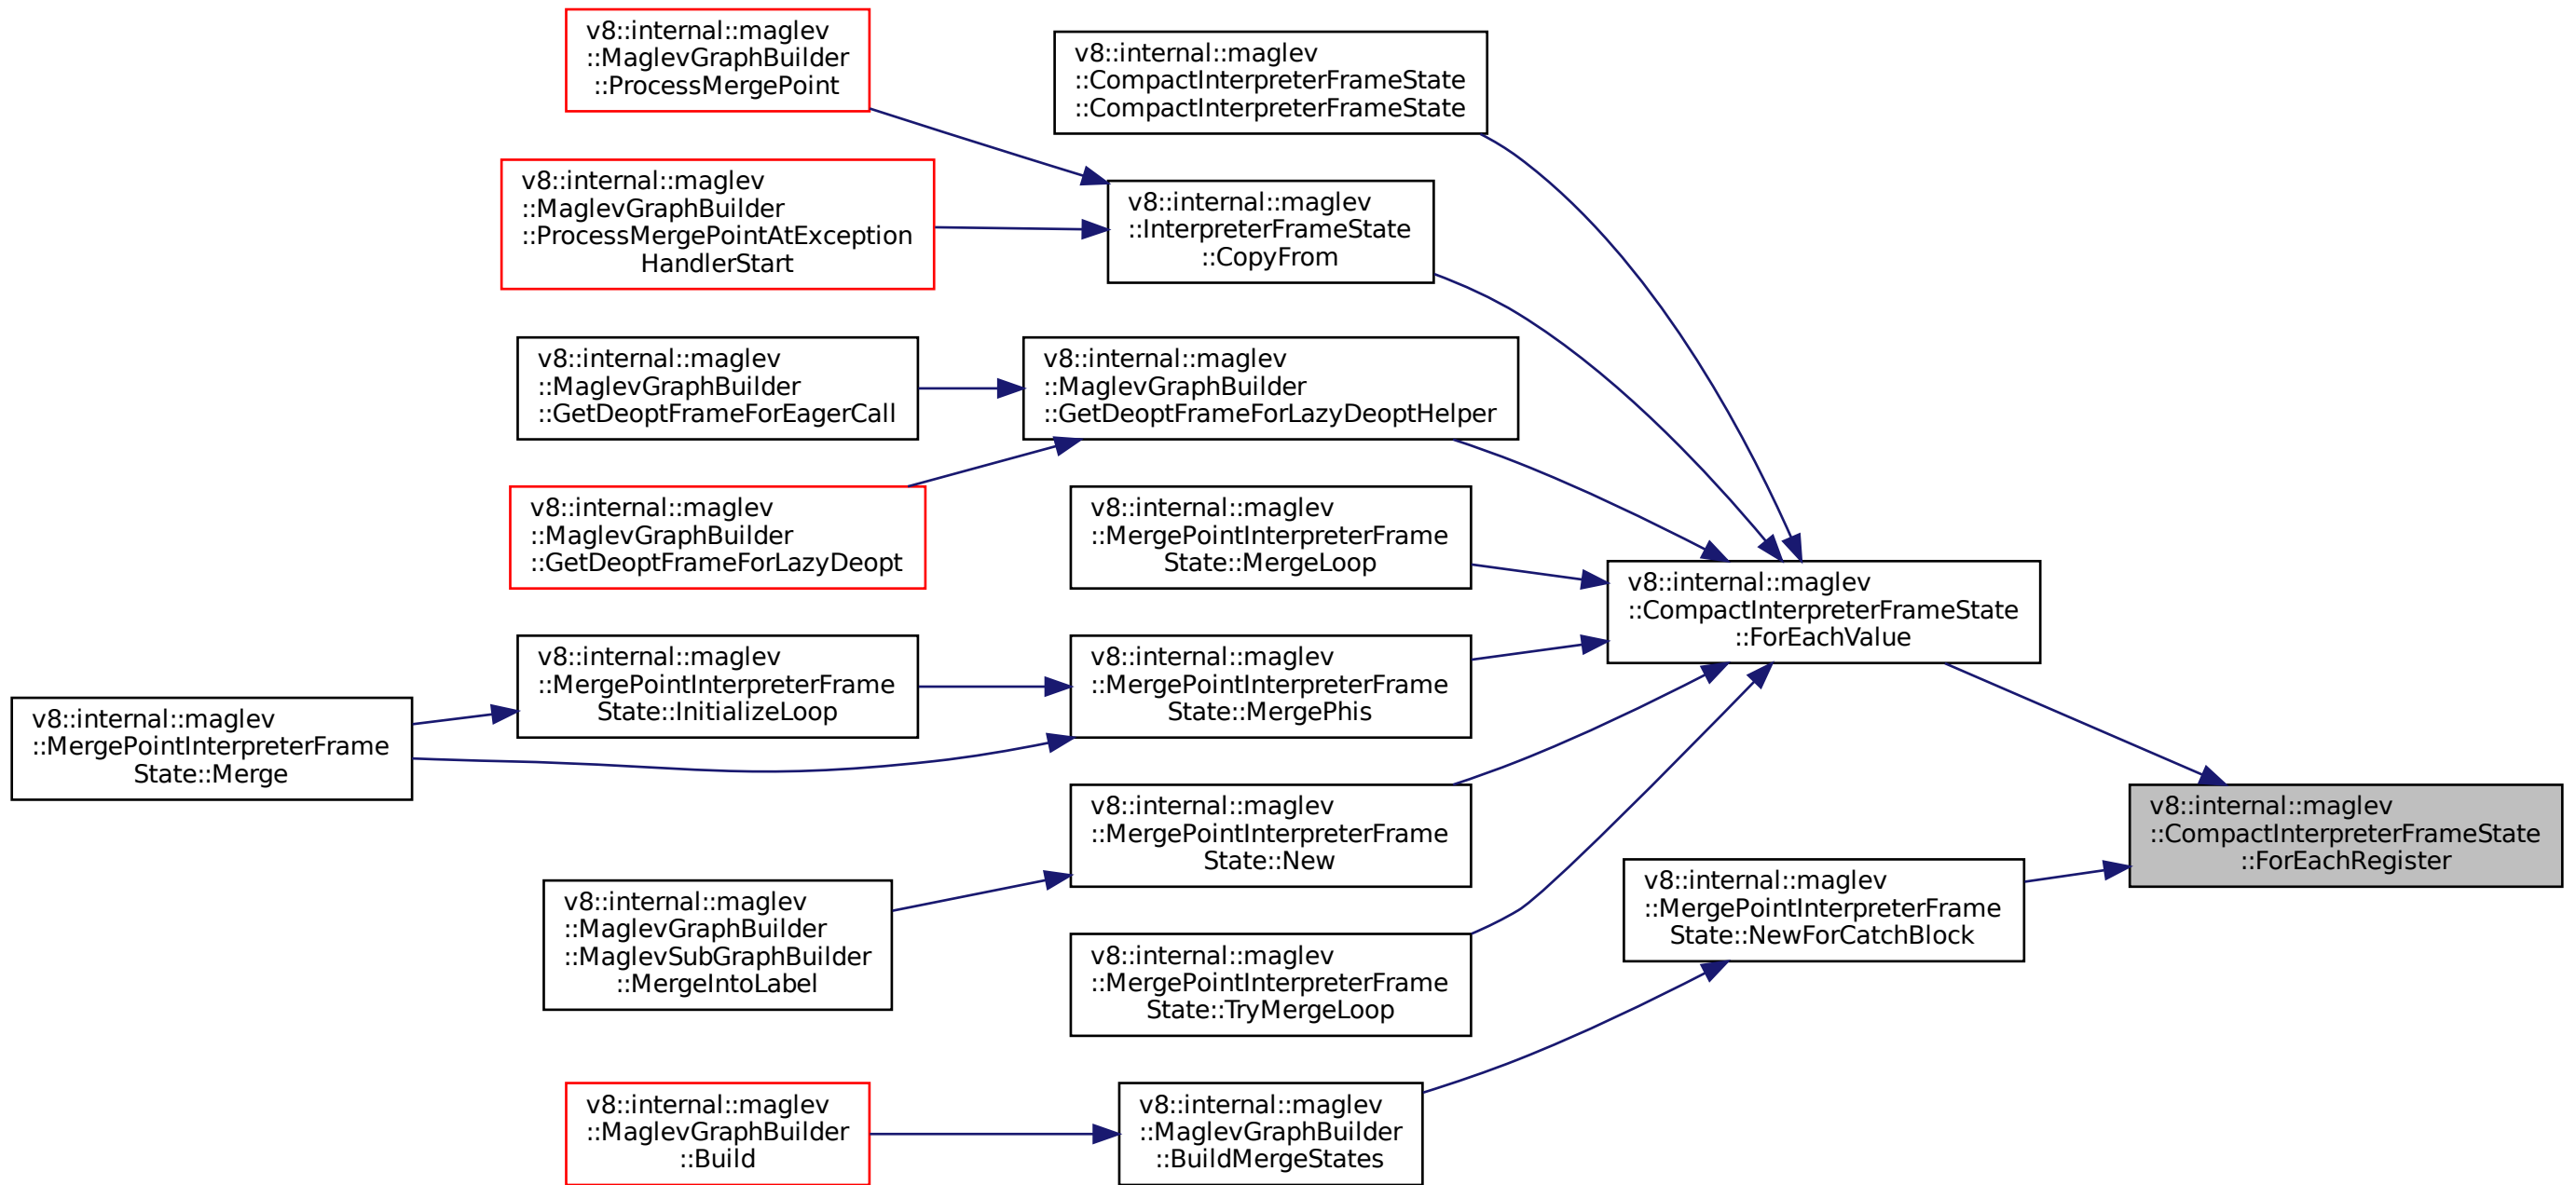 v8::internal::maglev
::MaglevGraphBuilder
::ProcessMergePoint
v8::internal::maglev
::CompactInterpreterFrameState
::CompactInterpreterFrameState
v8::internal::maglev
::MaglevGraphBuilder
::ProcessMergePointAtException
HandlerStart
v8::internal::maglev
::InterpreterFrameState
::CopyFrom
v8::internal::maglev
::MaglevGraphBuilder
::GetDeoptFrameForEagerCall
v8::internal::maglev
::MaglevGraphBuilder
::GetDeoptFrameForLazyDeoptHelper
v8::internal::maglev
::MaglevGraphBuilder
::GetDeoptFrameForLazyDeopt
v8::internal::maglev
::MergePointInterpreterFrame
State::MergeLoop
v8::internal::maglev
::CompactInterpreterFrameState
::ForEachValue
v8::internal::maglev
::MergePointInterpreterFrame
State::Merge
v8::internal::maglev
::MergePointInterpreterFrame
State::InitializeLoop
v8::internal::maglev
::MergePointInterpreterFrame
State::MergePhis
v8::internal::maglev
::MergePointInterpreterFrame
State::New
v8::internal::maglev
::CompactInterpreterFrameState
::ForEachRegister
v8::internal::maglev
::MaglevGraphBuilder
::MaglevSubGraphBuilder
::MergeIntoLabel
v8::internal::maglev
::MergePointInterpreterFrame
State::TryMergeLoop
v8::internal::maglev
::MergePointInterpreterFrame
State::NewForCatchBlock
v8::internal::maglev
::MaglevGraphBuilder
::Build
v8::internal::maglev
::MaglevGraphBuilder
::BuildMergeStates